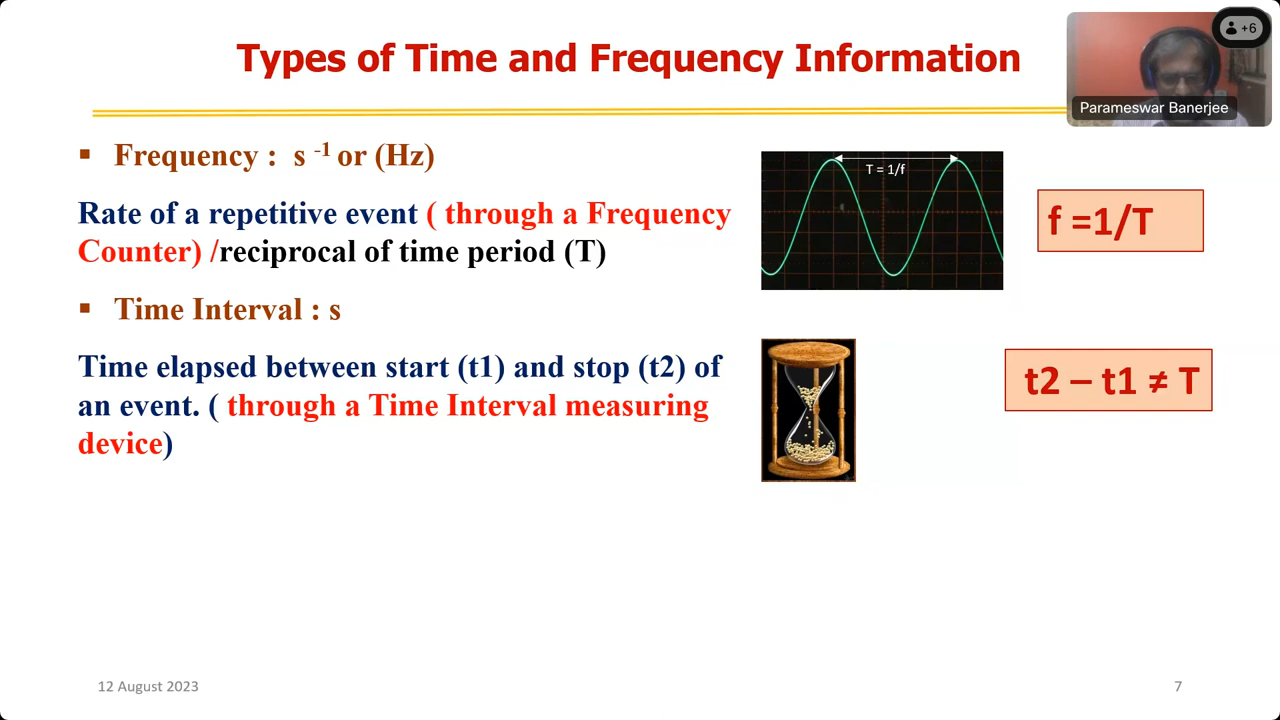 Types of Time and Frequency Information
+6
Parameswar Banerjee
▪ Frequency : s -1 or (Hz)
T = 1/f
f =1/T
Rate of a repetitive event ( through a Frequency
Counter) /reciprocal of time period (T)
▪ Time Interval : s
Time elapsed between start (t1) and stop (t2) of
an event. ( through a Time Interval measuring
device)
t2 – t1 ≠ T
12 August 2023
7